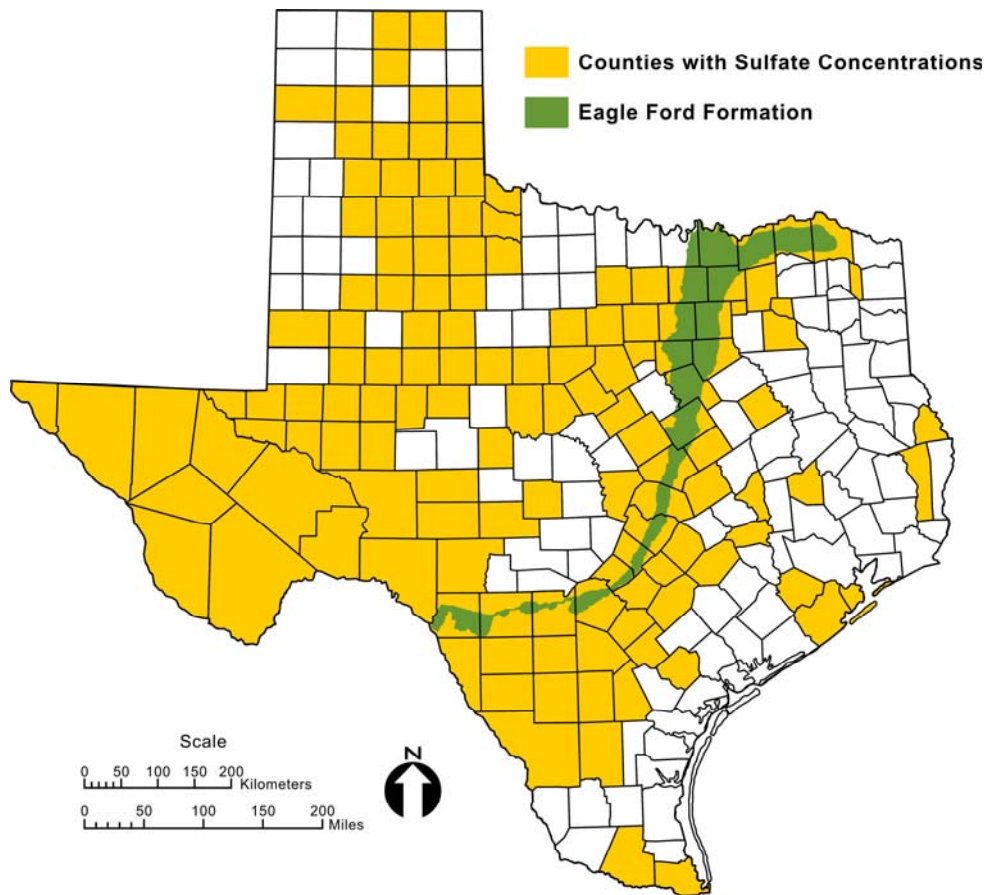 Counties with Sulfate Concentrations
Eagle Ford Formation
Scale
N
0 50 100 150 200
Kilometers
0 50 100 150 200
Miles